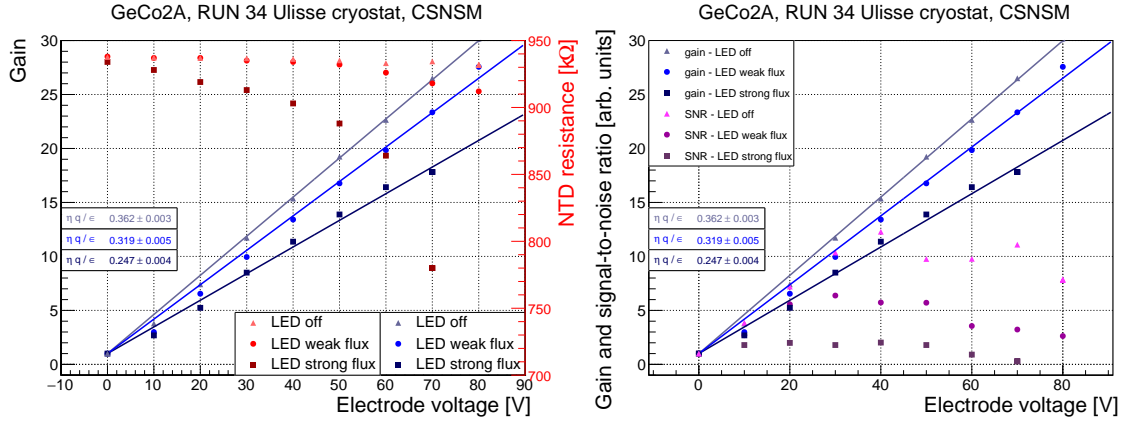 GeCo2A, RUN 34 Ulisse cryostat, CSNSM
Gain
30
25
20
15
10
5
0
η q / ϵ 0.362 ± 0.003
η q / ϵ 0.319 ± 0.005
η q / ϵ 0.247 ± 0.004
LED off
LED weak flux
LED strong flux
LED off
LED weak flux
LED strong flux
−10 0 10 20 30 40 50 60 70 80 90
Electrode voltage [V]
950
900
850
800
750
700
NTD resistance [kΩ]
GeCo2A, RUN 34 Ulisse cryostat, CSNSM
Gain and signal-to-noise ratio [arb. units]
30
25
20
15
10
5
0
gain - LED off
gain - LED weak flux
gain - LED strong flux
SNR - LED off
SNR - LED weak flux
SNR - LED strong flux
η q / ϵ 0.362 ± 0.003
η q / ϵ 0.319 ± 0.005
η q / ϵ 0.247 ± 0.004
0 20 40 60 80
Electrode voltage [V]